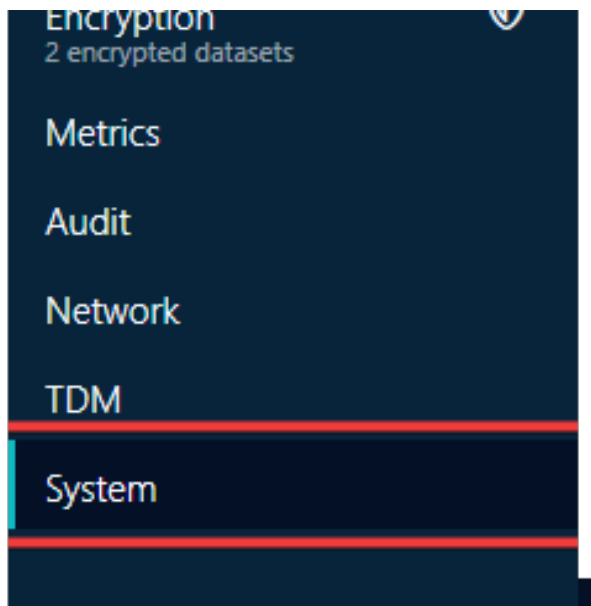 Encryption
2 encrypted datasets
Metrics
Audit
Network
TDM
System